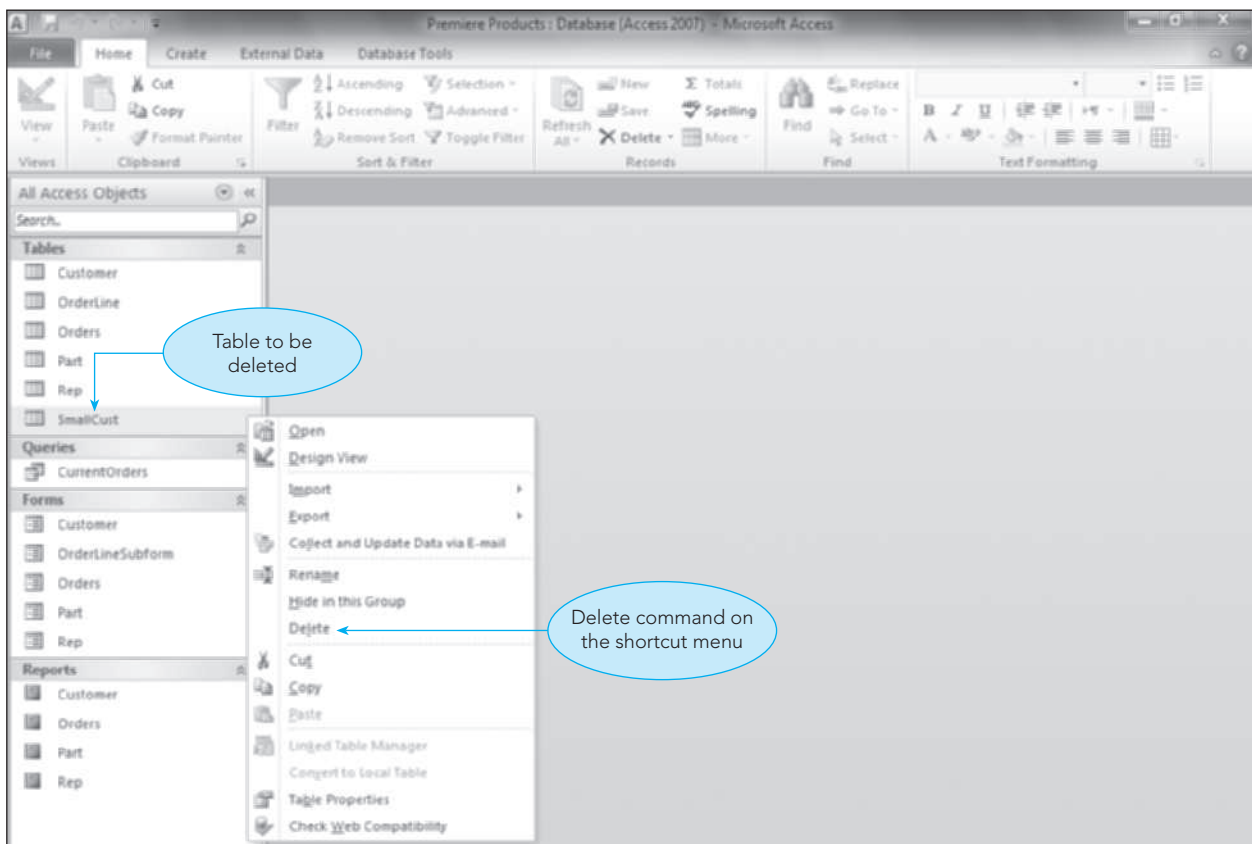 Premiere Products : Database (Access 2007) - Microsoft Access
File Home Create External Data Database Tools
View
Views
Paste
Cut
Copy
Format Painter
Clipboard
Filter
Ascending
Descending
Remove Sort
Selection
Advanced
Toggle Filter
Sort & Filter
Refresh All
New
Save
Delete
Totals
Spelling
More
Records
Find
Replace
Go To
Select
Find
B I U
A
Text Formatting
All Access Objects
Search..
Tables
Customer
OrderLine
Orders
Part
Rep
SmallCust
Queries
CurrentOrders
Forms
Customer
OrderLineSubform
Orders
Part
Rep
Reports
Customer
Orders
Part
Rep
Table to be
deleted
Open
Design View
Import
Export
Collect and Update Data via E-mail
Rename
Hide in this Group
Delete
Cut
Copy
Paste
Linked Table Manager
Convert to Local Table
Table Properties
Check Web Compatibility
Delete command on
the shortcut menu